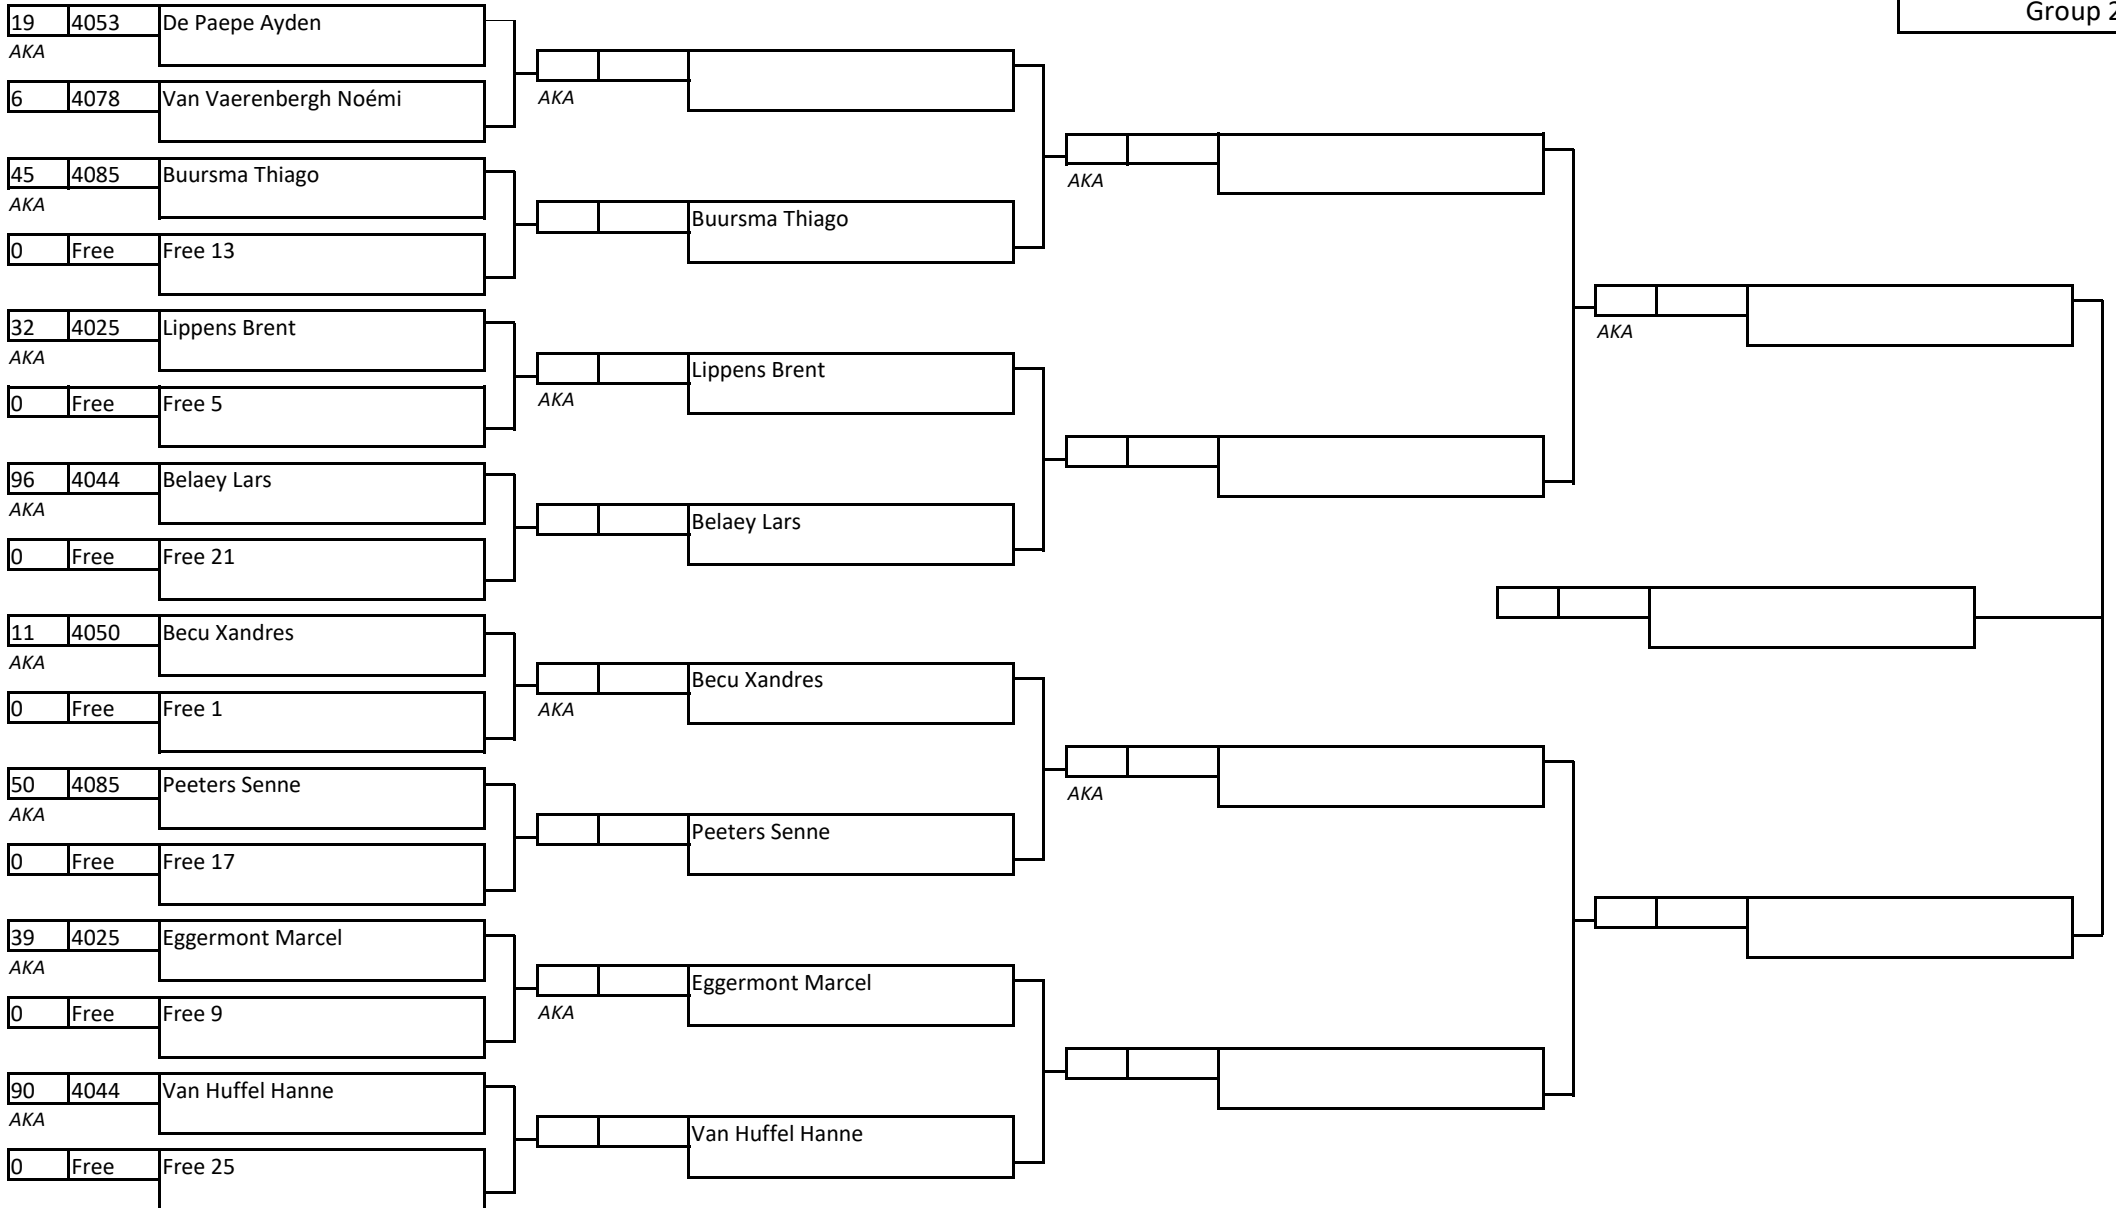 Group 2
19 4053 De Paepe Ayden
AKA
6 4078 Van Vaerenbergh Noémi
AKA
45 4085 Buursma Thiago
AKA
AKA
Buursma Thiago
0 Free Free 13
32 4025 Lippens Brent
AKA
AKA
Lippens Brent
AKA
0 Free Free 5
96 4044 Belaey Lars
AKA
Belaey Lars
0 Free Free 21
11 4050 Becu Xandres
AKA
Becu Xandres
AKA
0 Free Free 1
50 4085 Peeters Senne
AKA
AKA
Peeters Senne
0 Free Free 17
39 4025 Eggermont Marcel
AKA
Eggermont Marcel
AKA
0 Free Free 9
90 4044 Van Huffel Hanne
AKA
Van Huffel Hanne
0 Free Free 25